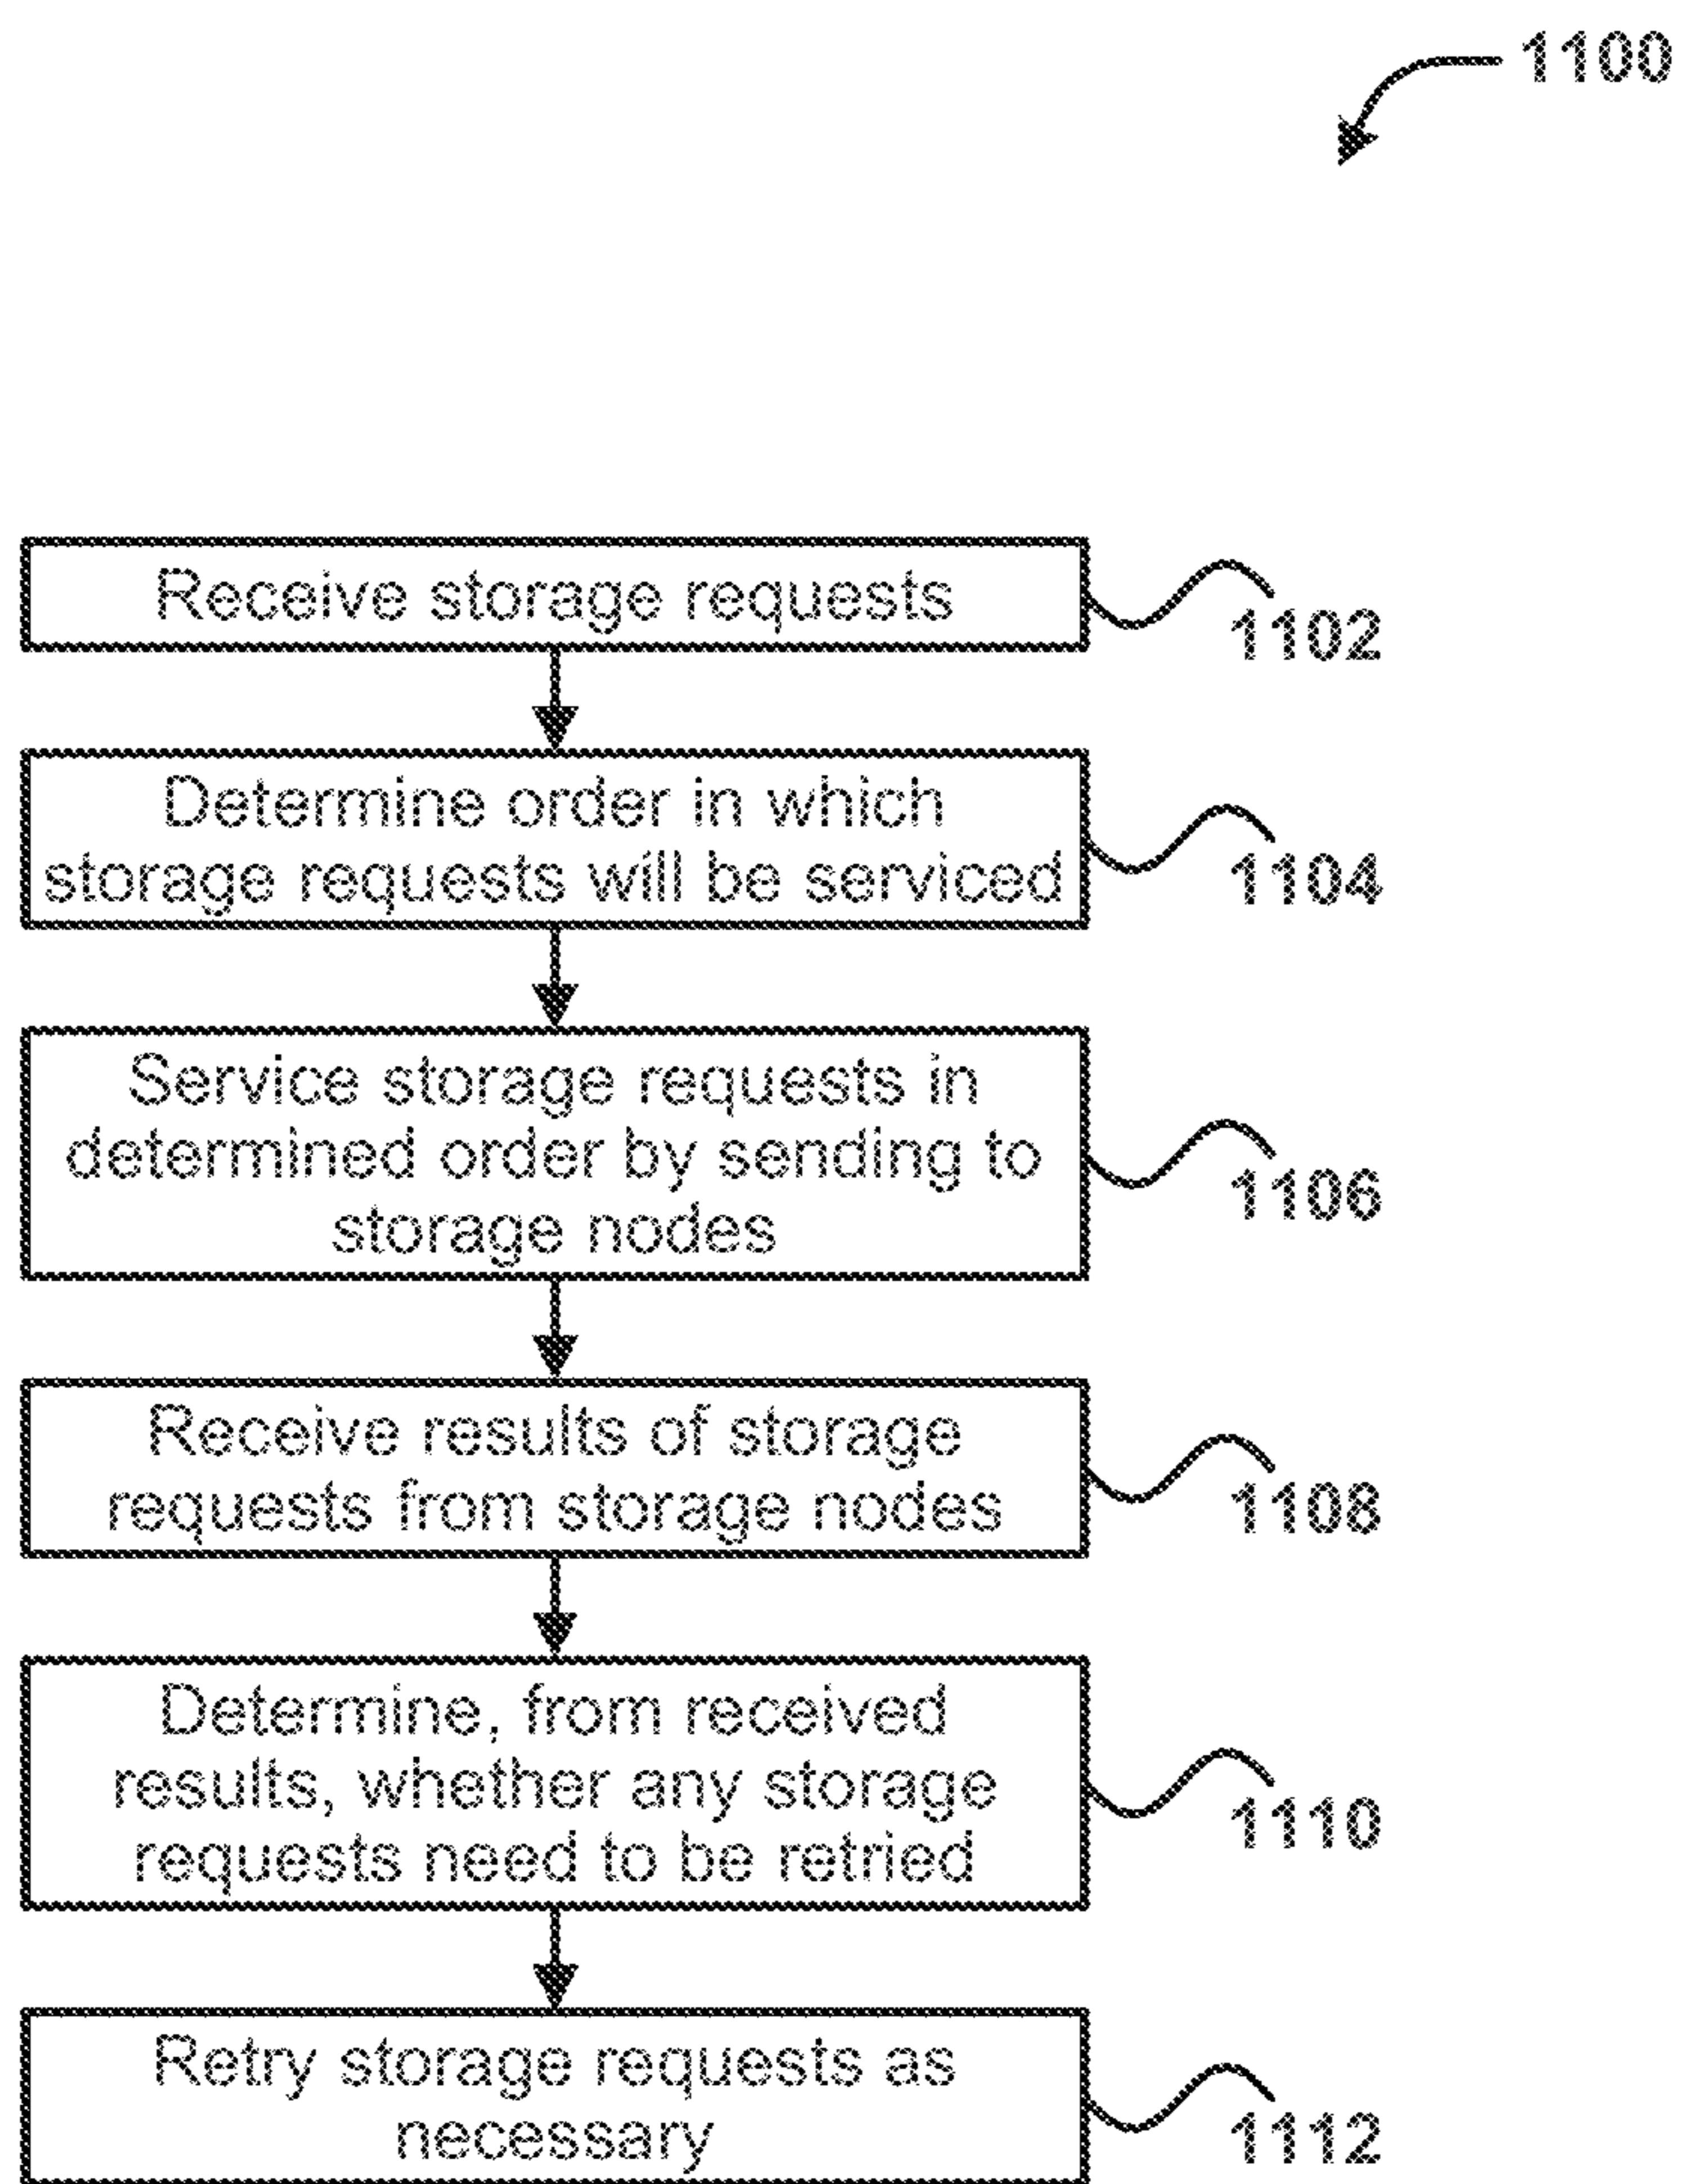 1100
Receive storage requests
1102
Determine order in which
storage requests will be serviced
1104
Service storage requests in
determined order by sending to
storage nodes
1106
Receive results of storage
requests from storage nodes
1108
Determine, from received
results, whether any storage
requests need to be retried
1110
Retry storage requests as
necessary
1112